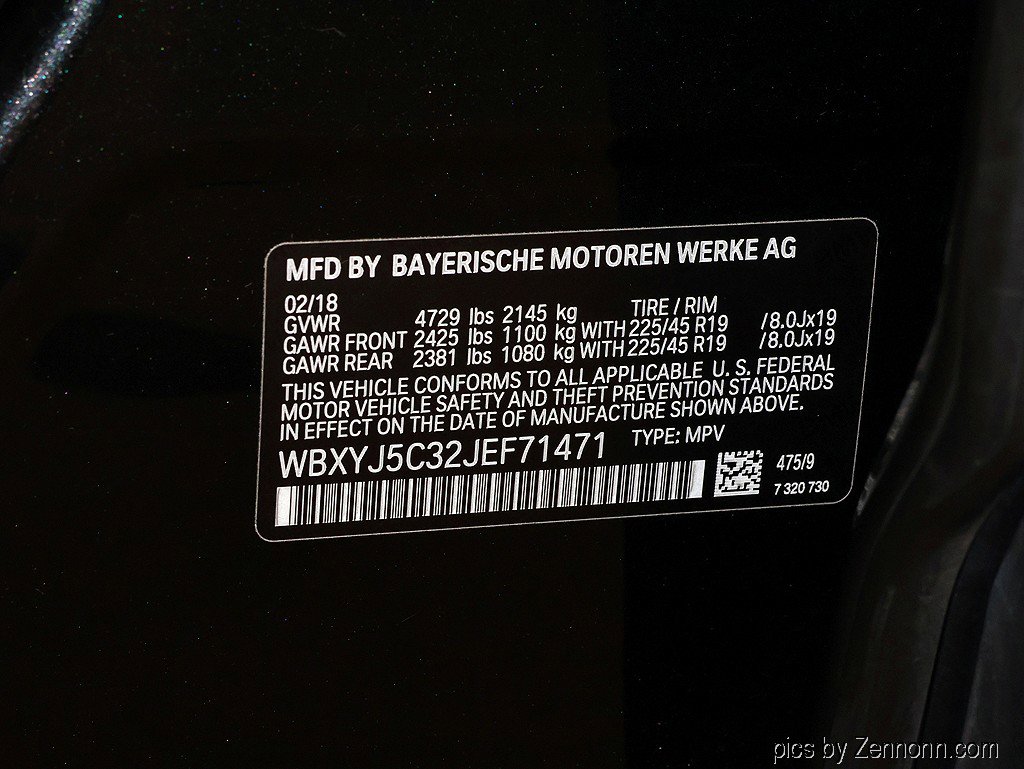 MFD BY BAYERISCHE MOTOREN WERKE AG
02/18
GVWR 4729 lbs 2145 kg TIRE / RIM
GAWR FRONT 2425 lbs 1100 kg WITH 225/45 R19 /8.0Jx19
GAWR REAR 2381 lbs 1080 kg WITH 225/45 R19 /8.0Jx19
THIS VEHICLE CONFORMS TO ALL APPLICABLE U. S. FEDERAL
MOTOR VEHICLE SAFETY AND THEFT PREVENTION STANDARDS
IN EFFECT ON THE DATE OF MANUFACTURE SHOWN ABOVE.
WBXYJ5C32JEF71471 TYPE: MPV
475/9
7 320 730
pics by Zennonn.com